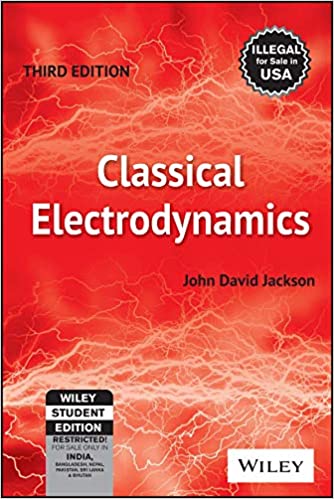 ILLEGAL
for Sale in
USA
THIRD EDITION
Classical
Electrodynamics
John David Jackson
WILEY
STUDENT
EDITION
RESTRICTED!
FOR SALE ONLY IN
INDIA,
BANGLADESH, NEPAL,
PAKISTAN, SRI LANKA
& BHUTAN
WILEY